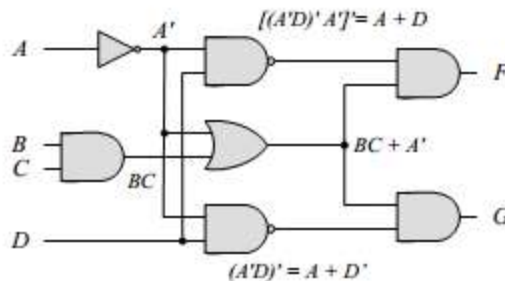 A
A'
[(A'D)' A']'= A + D
F
B
C
BC
BC + A'
D
G
(A'D)' = A + D'